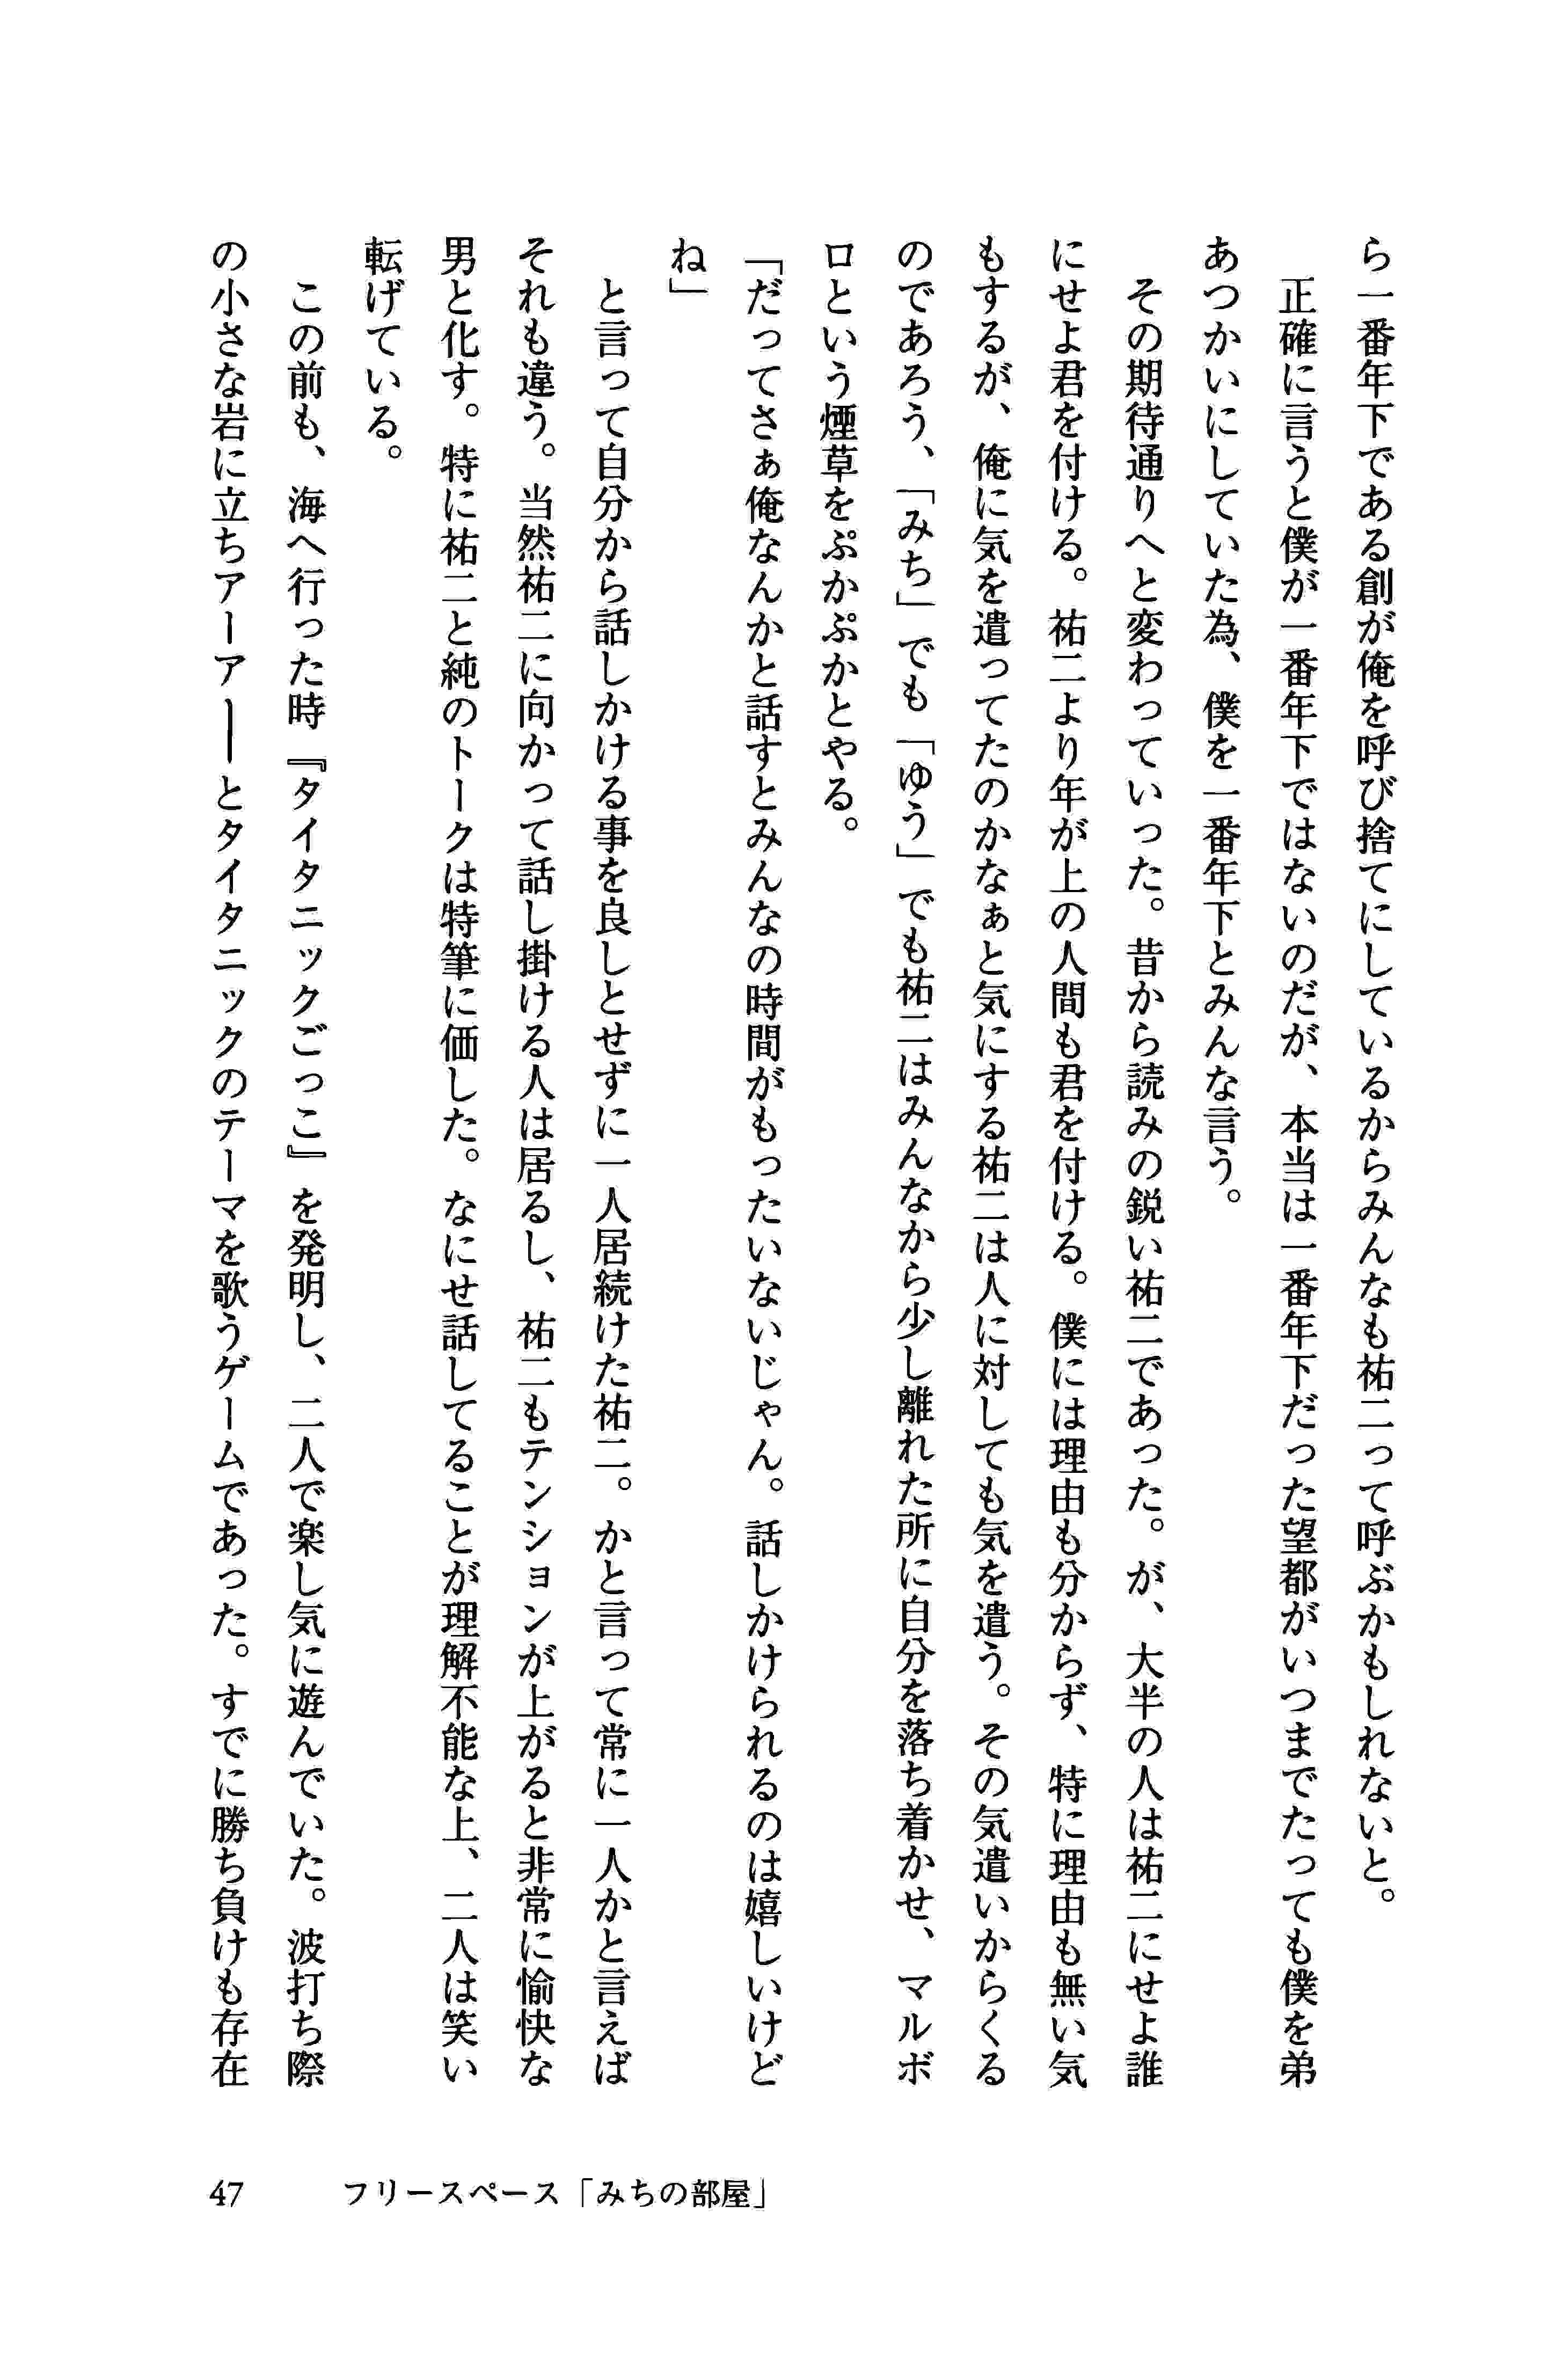 ら一番年下である創が俺を呼び捨てにしているからみんなも祐二って呼ぶかもしれないと。
正確に言うと僕が一番年下ではないのだが、本当は一番年下だった望都がいつまでたっても僕を弟
あつかいにしていた為、僕を一番年下とみんな言う。
その期待通りへと変わっていった。昔から読みの鋭い祐二であった。が、大半の人は祐二にせよ誰
にせよ君を付ける。祐二より年が上の人間も君を付ける。僕には理由も分からず、特に理由も無い気
もするが、俺に気を遣ってたのかなぁと気にする祐二は人に対しても気を遣う。その気遣いからくる
のであろう、「みち」でも「ゆう」でも祐二はみんなから少し離れた所に自分を落ち着かせ、マルボ
ロという煙草をぷかぷかとやる。
「だってさぁ俺なんかと話すとみんなの時間がもったいないじゃん。話しかけられるのは嬉しいけど
ね」
と言って自分から話しかける事を良しとせずに一人居続けた祐二。かと言って常に一人かと言えば
それも違う。当然祐二に向かって話し掛ける人は居るし、祐二もテンションが上がると非常に愉快な
男と化す。特に祐二と純のトークは特筆に価した。なにせ話してることが理解不能な上、二人は笑い
転げている。
この前も、海へ行った時『タイタニックごっこ』を発明し、二人で楽し気に遊んでいた。波打ち際
の小さな岩に立ちアーアー――とタイタニックのテーマを歌うゲームであった。すでに勝ち負けも存在
47 フリースペース「みちの部屋」